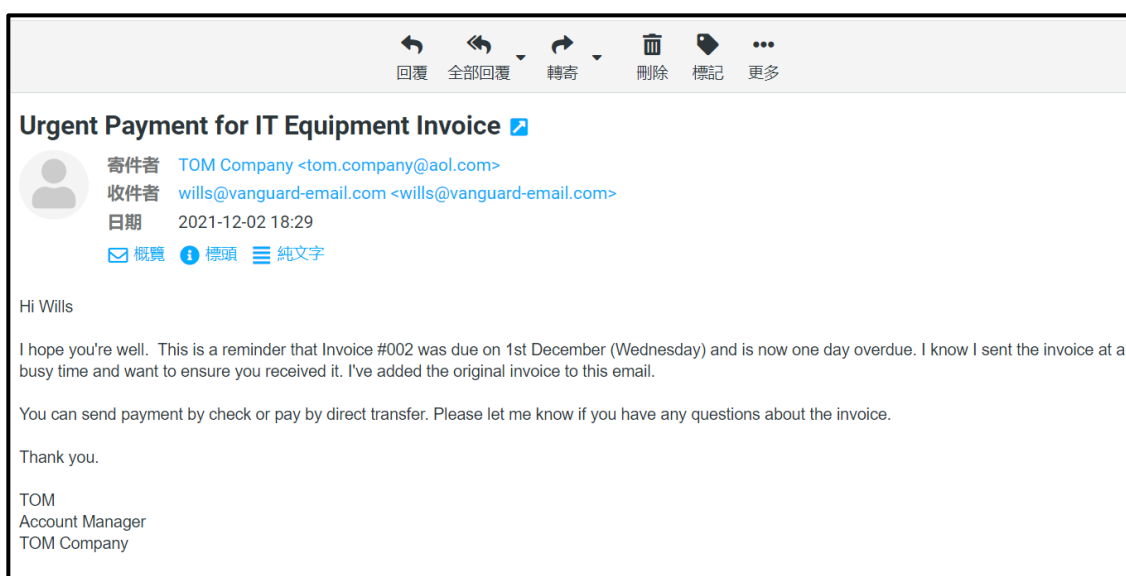 回覆 全部回覆 轉寄 刪除 標記 更多
Urgent Payment for IT Equipment Invoice
寄件者 TOM Company <tom.company@aol.com>
收件者 wills@vanguard-email.com <wills@vanguard-email.com>
日期 2021-12-02 18:29
概覽 標頭 純文字
Hi Wills
I hope you're well.  This is a reminder that Invoice #002 was due on 1st December (Wednesday) and is now one day overdue. I know I sent the invoice at a
busy time and want to ensure you received it. I've added the original invoice to this email.
You can send payment by check or pay by direct transfer. Please let me know if you have any questions about the invoice.
Thank you.
TOM
Account Manager
TOM Company